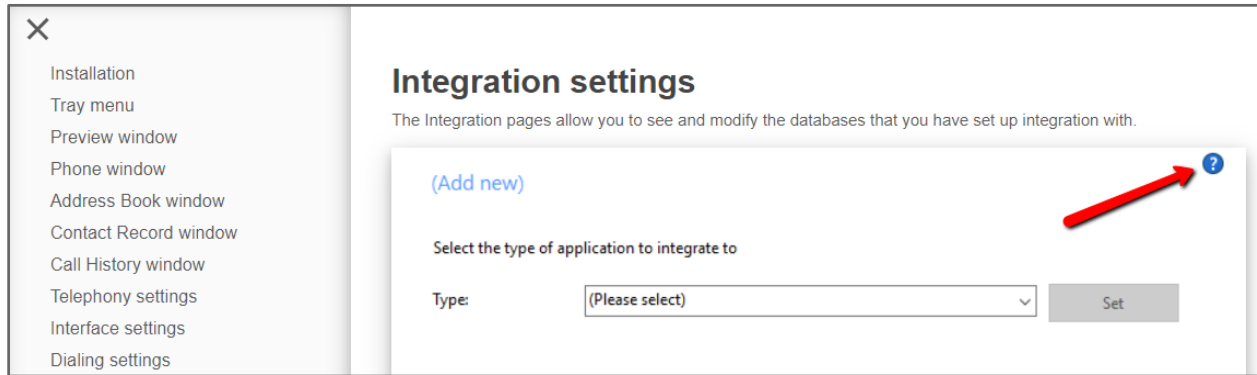 Installation
Tray menu
Preview window
Phone window
Address Book window
Contact Record window
Call History window
Telephony settings
Interface settings
Dialing settings
Integration settings
The Integration pages allow you to see and modify the databases that you have set up integration with.
(Add new)
?
Select the type of application to integrate to
Type: (Please select) Set